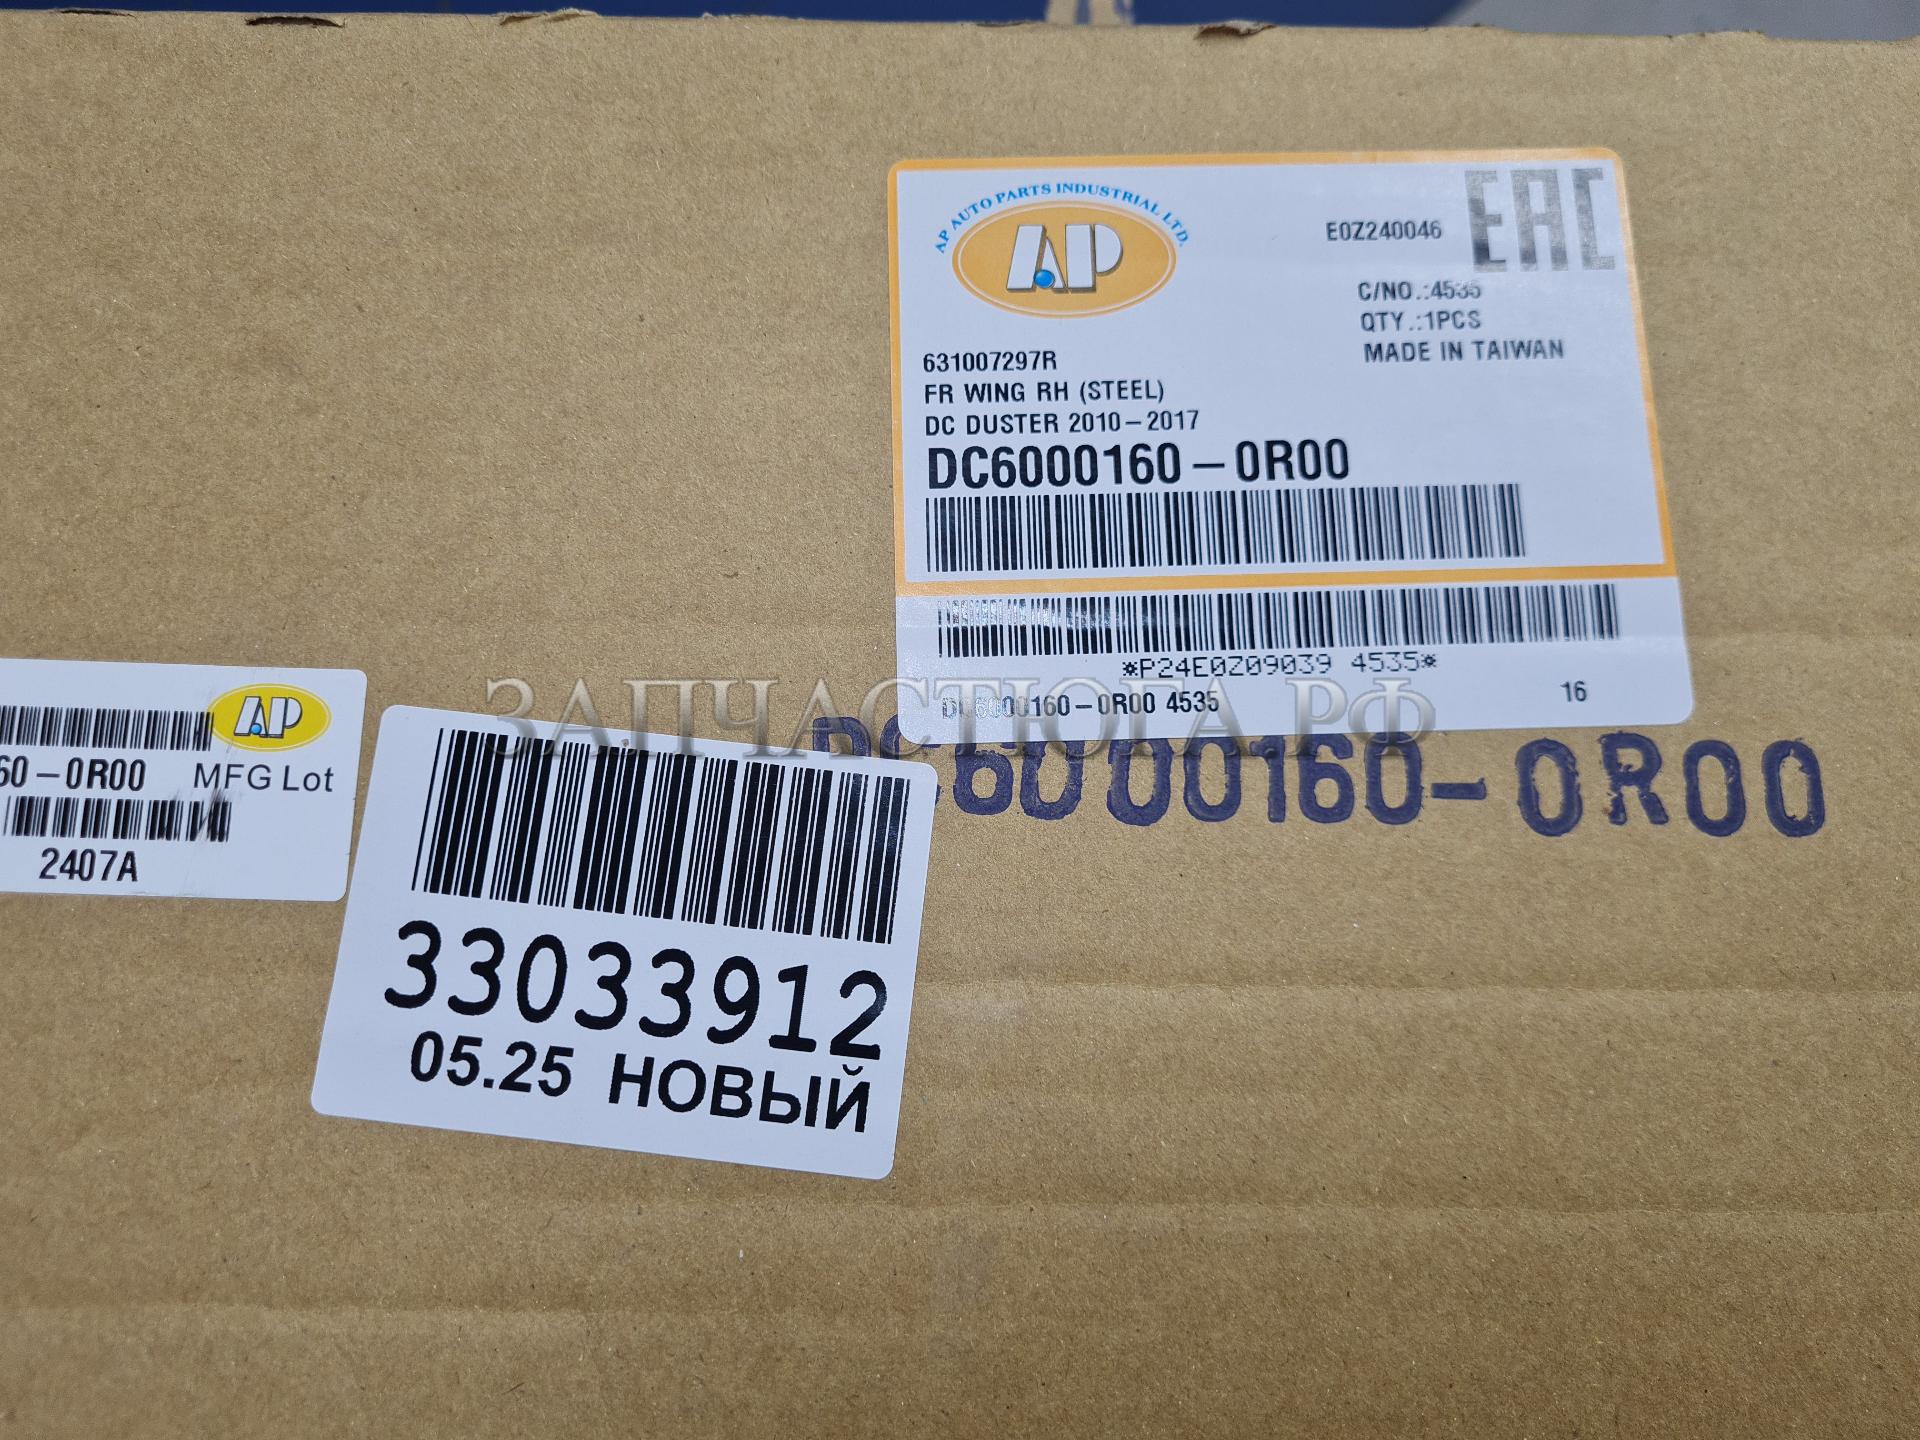 AP AUTO PARTS INDUSTRIAL LTD.
AP
E0Z240046
EAC
C/NO.:4535
QTY.:1PCS
MADE IN TAIWAN
631007297R
FR WING RH (STEEL)
DC DUSTER 2010-2017
DC6000160-0R00
*P24E0Z09039 4535*
DC6000160-0R00 4535
16
ЗАПЧАСТЮГА.РФ
DC6000160-0R00
AP
60-0R00 MFG Lot
2407A
33033912
05.25 НОВЫЙ